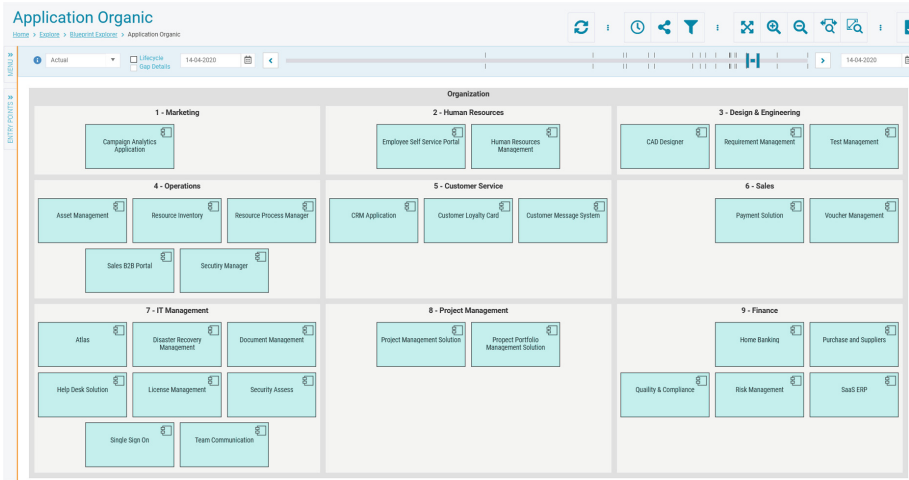 Application Organic
Home > Explore > Blueprint Explorer > Application Organic
MENU
ENTRY POINTS
Actual
Lifecycle
Gap Details
14-04-2020
14-04-2020
Organization
1 - Marketing
Campaign Analytics
Application
2 - Human Resources
Employee Self Service Portal
Human Resources
Management
3 - Design & Engineering
CAD Designer
Requirement Management
Test Management
4 - Operations
Asset Management
Resource Inventory
Resource Process Manager
Sales B2B Portal
Secutiry Manager
5 - Customer Service
CRM Application
Customer Loyalty Card
Customer Message System
6 - Sales
Payment Solution
Voucher Management
7 - IT Management
Atlas
Disaster Recovery
Management
Document Management
Help Desk Solution
License Management
Security Assess
Single Sign On
Team Communication
8 - Project Management
Project Management Solution
Propect Portfolio
Management Solution
9 - Finance
Home Banking
Purchase and Suppliers
Quaility & Compliance
Risk Management
SaaS ERP